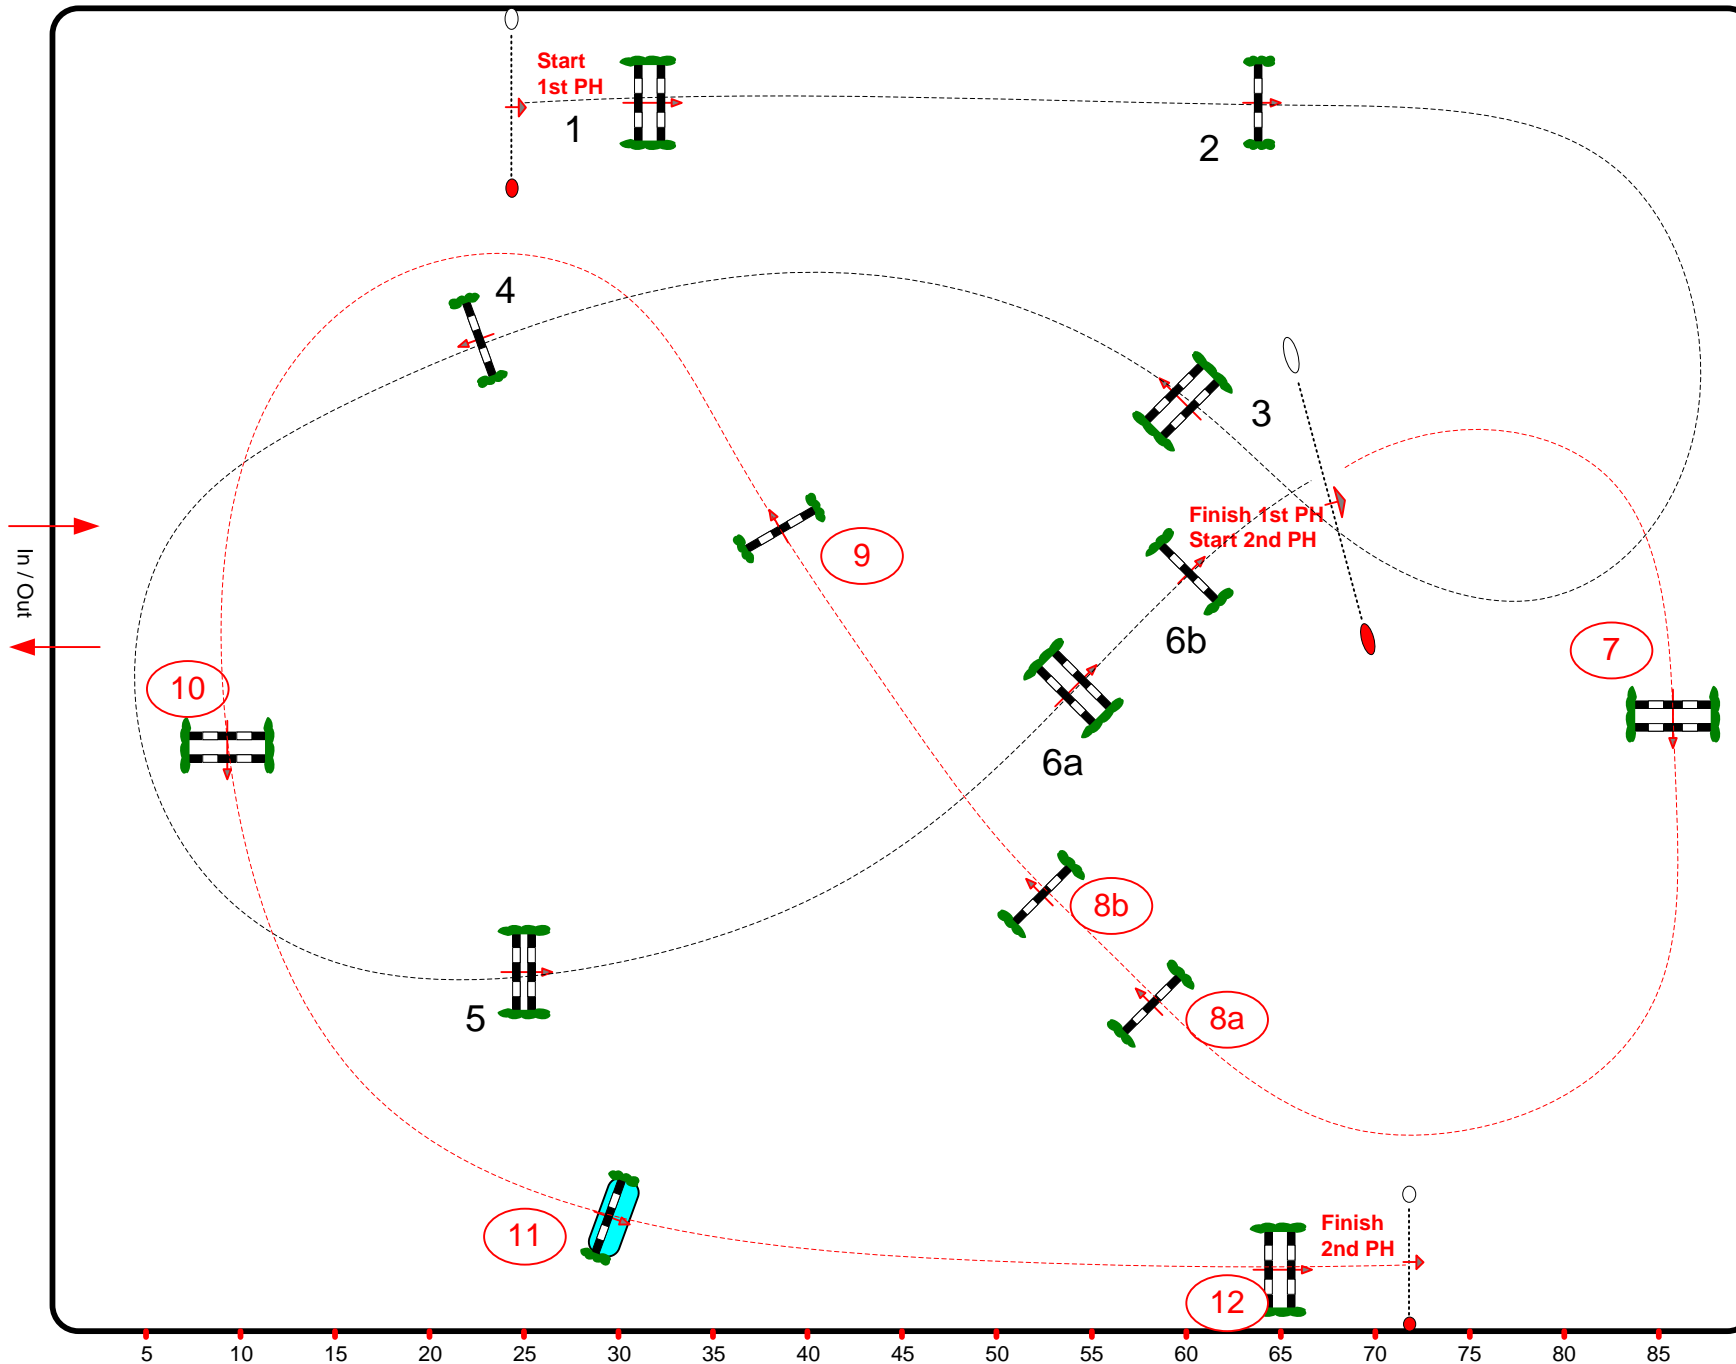 Start
1st PH
1
2
4
3
Finish 1st PH
Start 2nd PH
9
6b
7
In / Out
10
6a
8b
5
8a
11
Finish
2nd PH
12
5 10 15 20 25 30 35 40 45 50 55 60 65 70 75 80 85